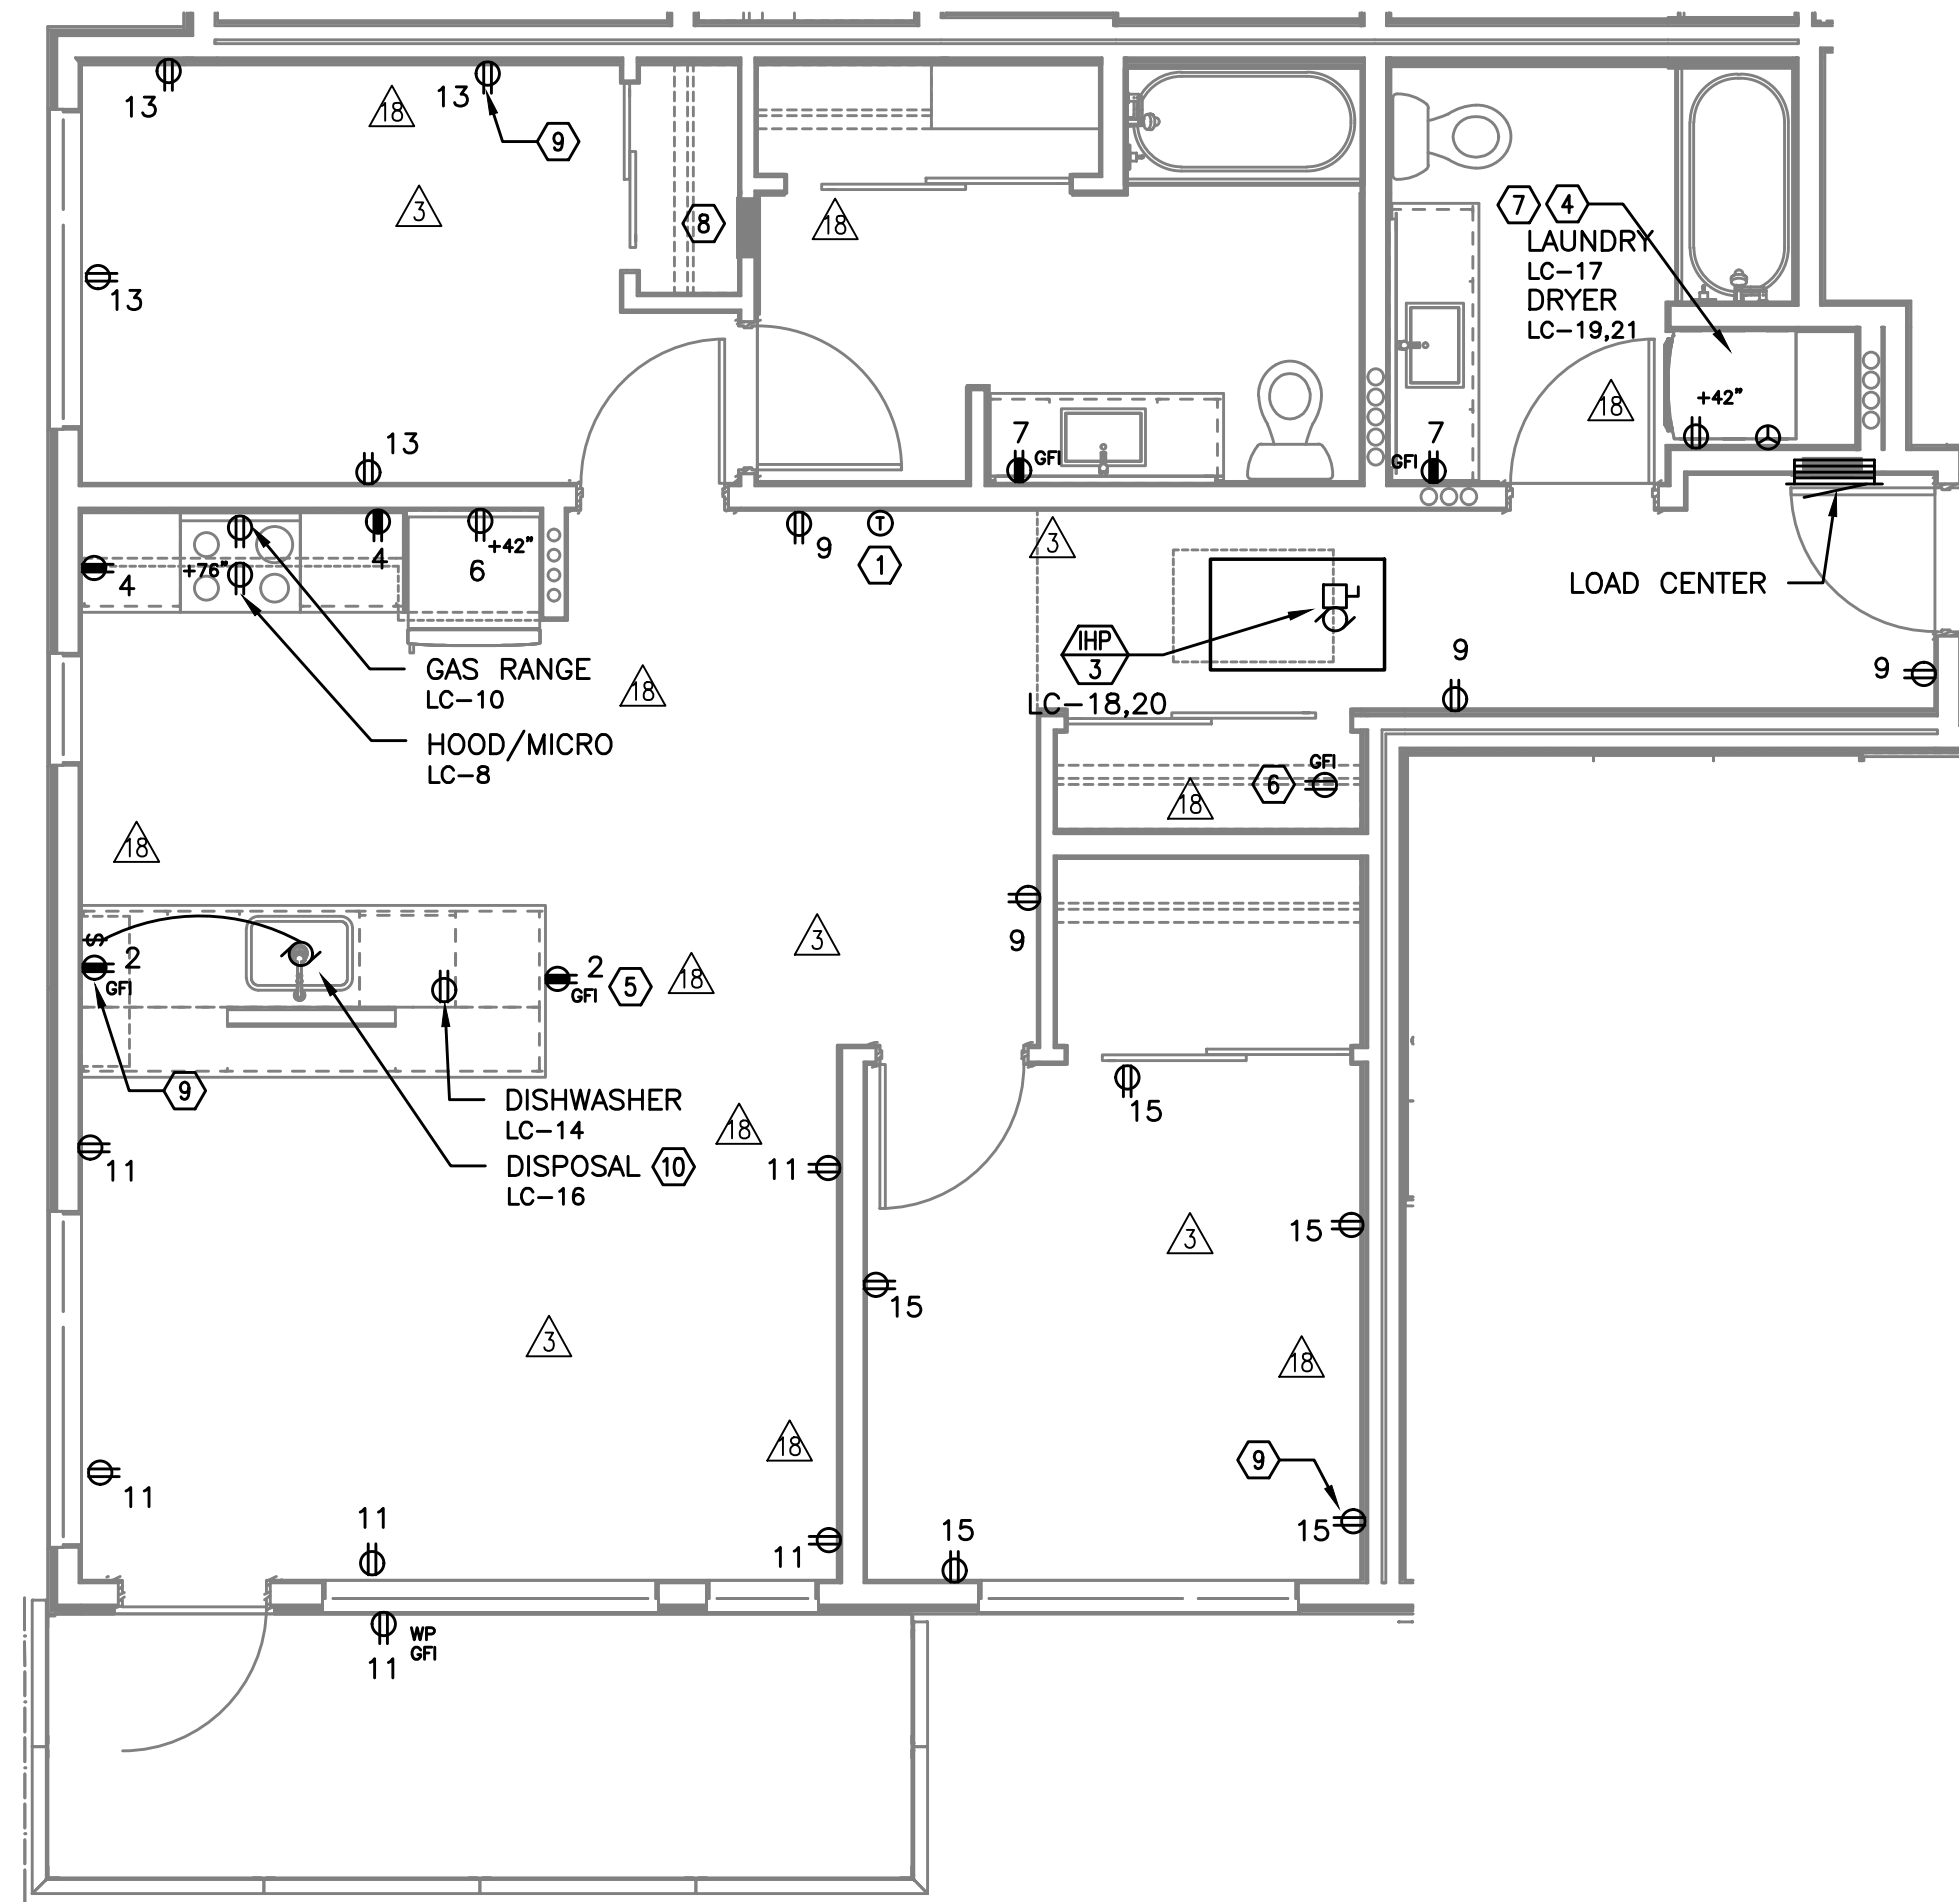 13
13
18
9
3
8
18
7 4
LAUNDRY
LC-17
DRYER
LC-19,21
13
18
+42"
13
7
GFI
7
GFI
4
+76"
4
+42"
6
9
T
1
3
LOAD CENTER
IHP
3
LC-18,20
9
9
GAS RANGE
LC-10
18
HOOD/MICRO
LC-8
6
GFI
18
18
9
3
S
2
GFI
2
GFI
5
18
9
DISHWASHER
LC-14
DISPOSAL 10
LC-16
18
15
11
11
15
3
15
3
18
18
9
11
11
11
15
15
11
WP
GFI